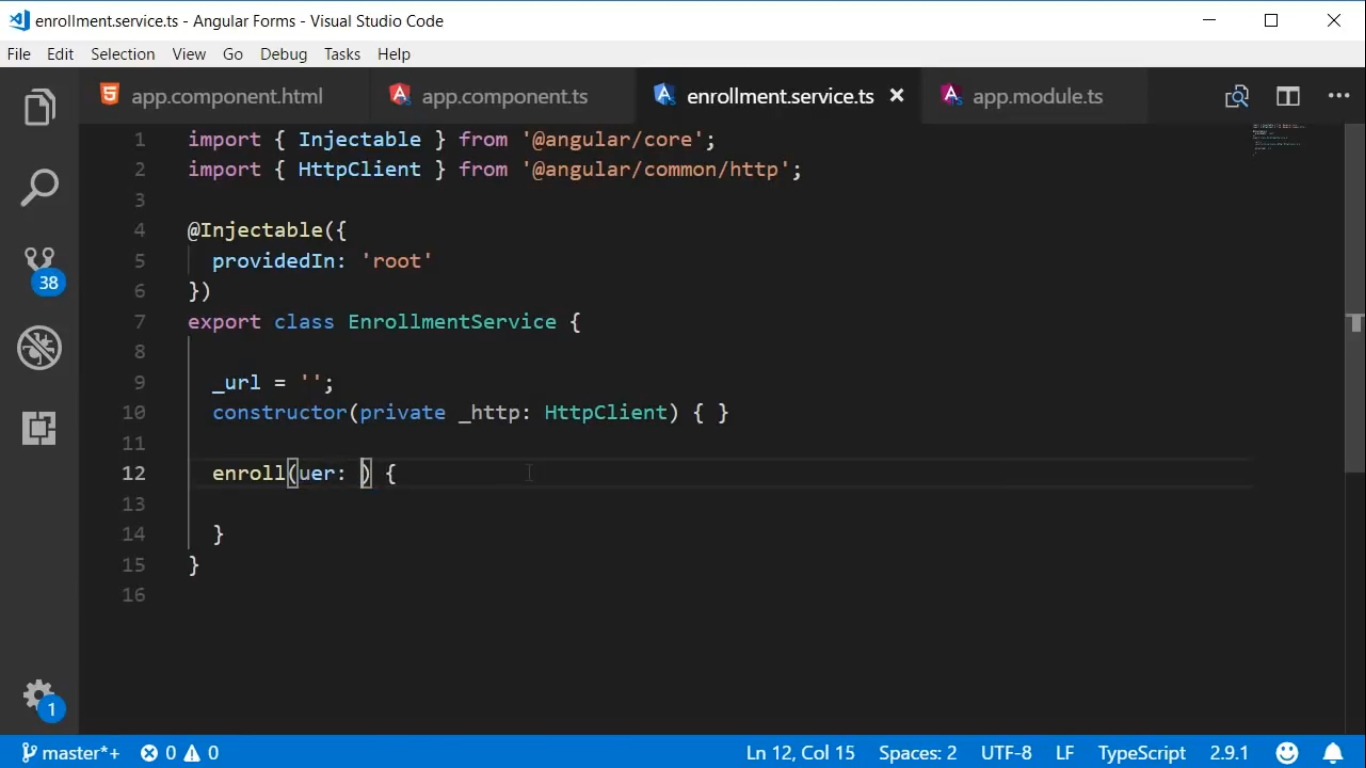 enrollment.service.ts - Angular Forms - Visual Studio Code
File Edit Selection View Go Debug Tasks Help
app.component.html app.component.ts enrollment.service.ts app.module.ts
1 import { Injectable } from '@angular/core';
2 import { HttpClient } from '@angular/common/http';
3
4 @Injectable({
5 providedIn: 'root'
6 })
7 export class EnrollmentService {
8
9 _url = '';
10 constructor(private _http: HttpClient) { }
11
12 enroll(uer: ) {
13
14 }
15 }
16
38
1
master*+ 0 0 Ln 12, Col 15 Spaces: 2 UTF-8 LF TypeScript 2.9.1